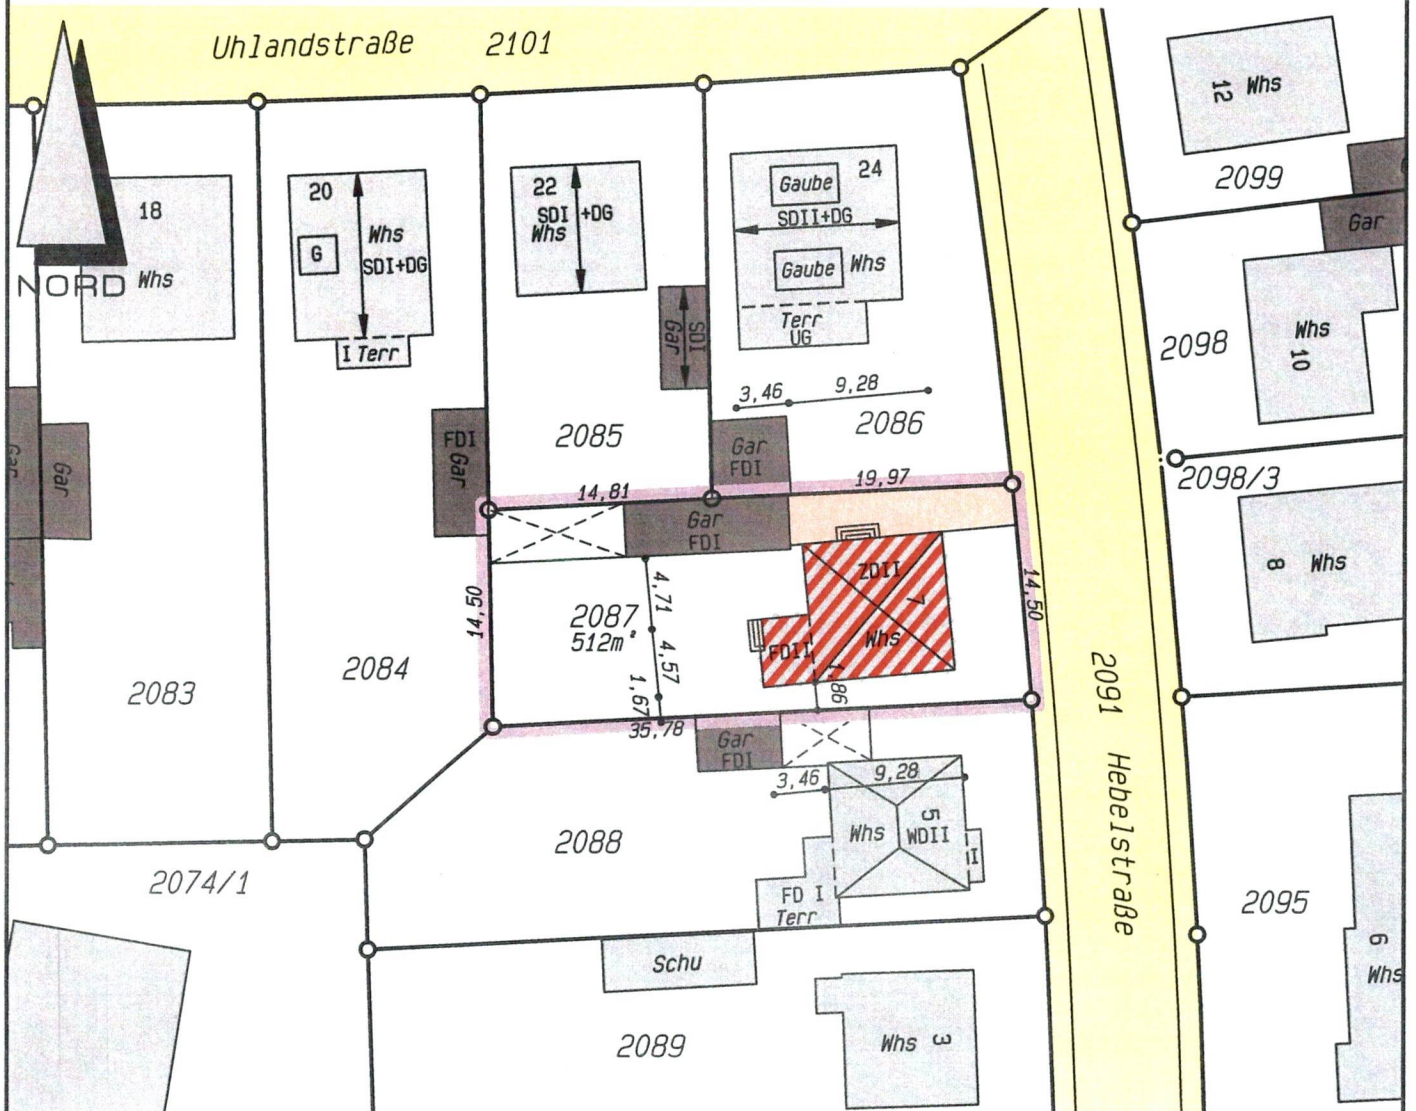 Uhlandstraße 2101
NORD
18
Whs
20
G
Whs
SDI+DG
I Terr
22
SDI +DG
Whs
Gaube
24
SDII+DG
Gaube Whs
Terr
UG
12 Whs
2099
Gar
Whs
10
2098
2098/3
8 Whs
SDI
Gar
3,46 9,28
2085
2086
Gar
FDI
FDI
Gar
Gar
Gar
14,81
19,97
Gar
FDI
14,50
2087
512m²
4,71
4,57
1,67
ZDII
7
Whs
FDII
1,86
14,50
35,78
2083
2084
Gar
FDI
3,46 9,28
2088
Whs
5
WDII
I
FD I
Terr
2091 Hebelstraße
2074/1
2095
6
Whs
Schu
2089
Whs 3